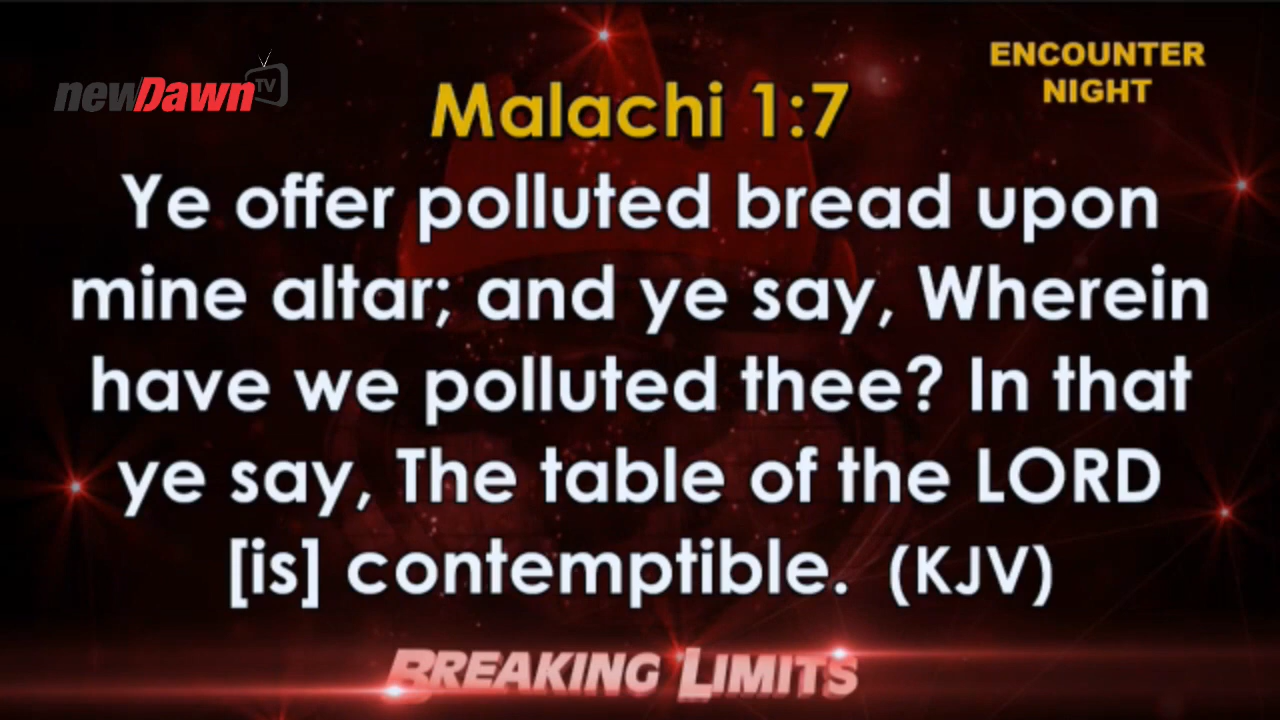 newDawn TV
ENCOUNTER
NIGHT
Malachi 1:7
Ye offer polluted bread upon
mine altar; and ye say, Wherein
have we polluted thee? In that
ye say, The table of the LORD
[is] contemptible. (KJV)
BREAKING LIMITS